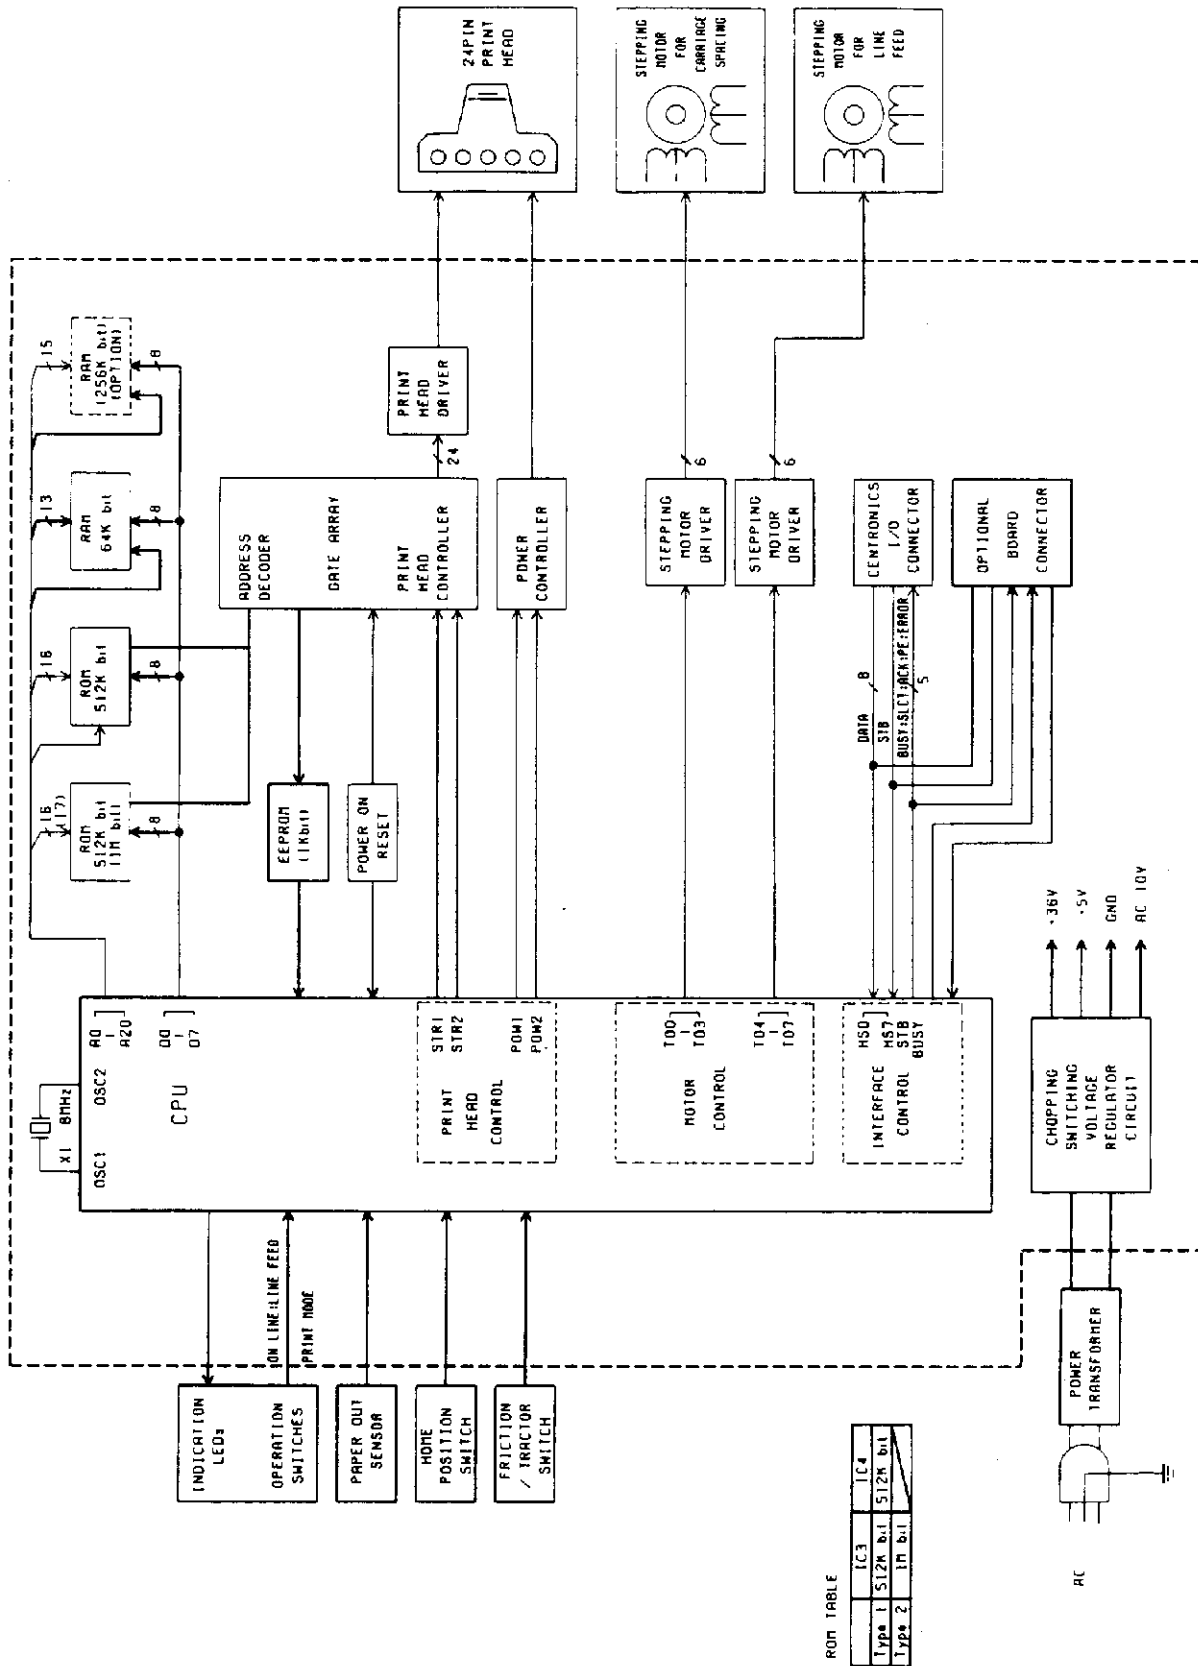 24PIN
PRINT
HEAD
STEPPING
MOTOR
FOR
CARRIAGE
SPACING
STEPPING
MOTOR
FOR
LINE
FEED
15
RAM
(256K bit)
(OPTION)
8
13
RAM
64K bit
8
16
ROM
512K bit
8
16
(17)
ROM
512K bit
(1M bit)
8
PRINT
HEAD
DRIVER
24
ADDRESS
DECODER
GATE ARRAY
PRINT
HEAD
CONTROLLER
POWER
CONTROLLER
STEPPING
MOTOR
DRIVER
6
STEPPING
MOTOR
DRIVER
6
CENTRONICS
I/O
CONNECTOR
OPTIONAL
BOARD
CONNECTOR
DATA
8
STB
BUSY:SLCT:ACK:PE:ERROR
5
EEPROM
(1Kbit)
POWER ON
RESET
X1
8MHz
OSC1
OSC2
CPU
A0
A20
D0
D7
STR1
STR2
POW1
POW2
PRINT
HEAD
CONTROL
TO0
TO3
TO4
TO7
MOTOR
CONTROL
HS0
HS7
STB
BUSY
INTERFACE
CONTROL
+36V
+5V
GND
AC 10V
CHOPPING
SWITCHING
VOLTAGE
REGULATOR
CIRCUIT
POWER
TRANSFORMER
AC
ON LINE:LINE FEED
PRINT MODE
INDICATION
LEDs
OPERATION
SWITCHES
PAPER OUT
SENSOR
HOME
POSITION
SWITCH
FRICTION
/ TRACTOR
SWITCH
ROM TABLE
IC3 IC4
Type 1 512K bit 512K bit
Type 2 1M bit